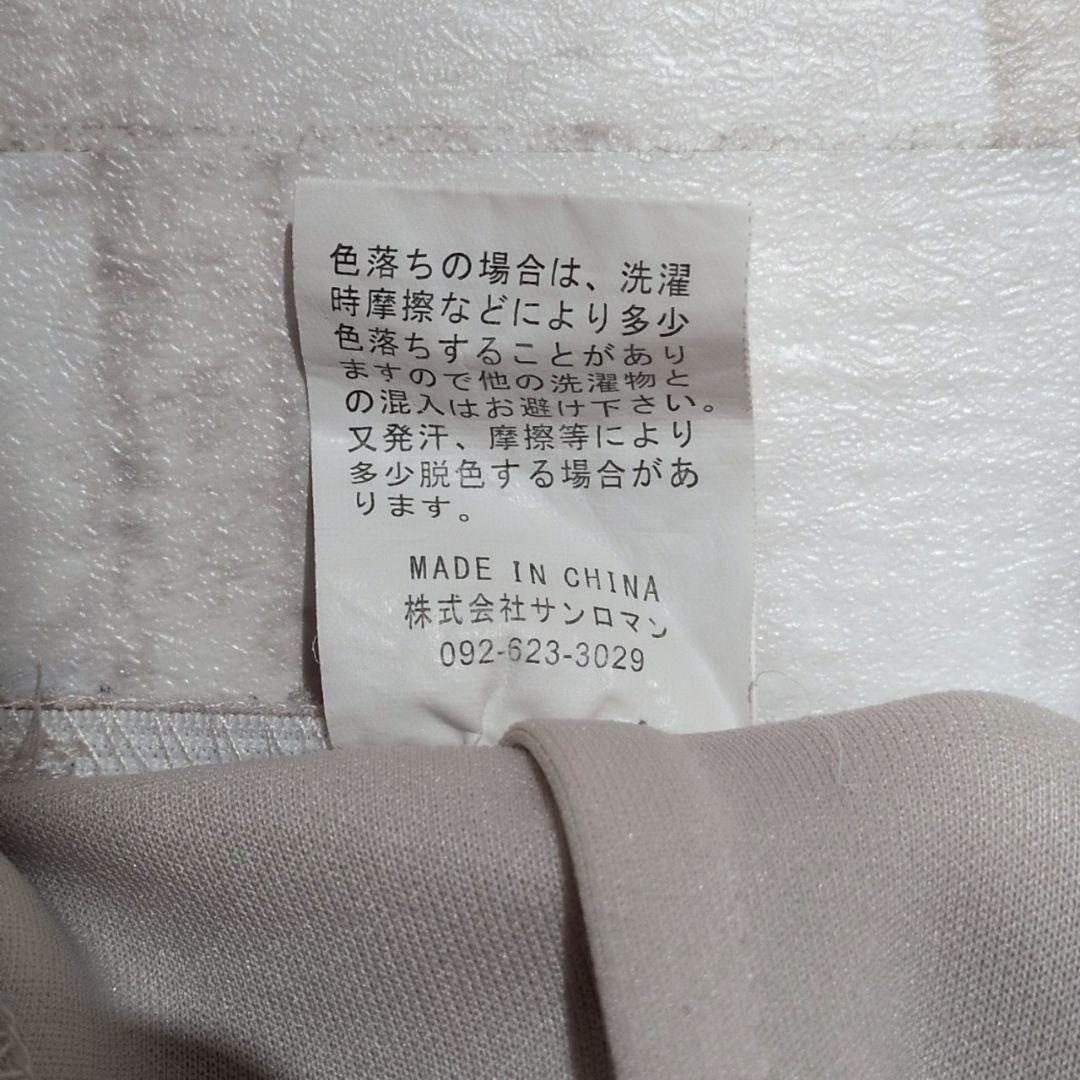 色落ちの場合は、洗濯
時摩擦などにより多少
色落ちすることがあり
ますので他の洗濯物と
の混入はお避け下さい。
又発汗、摩擦等により
多少脱色する場合があ
ります。
MADE IN CHINA
株式会社サンロマン
092-623-3029